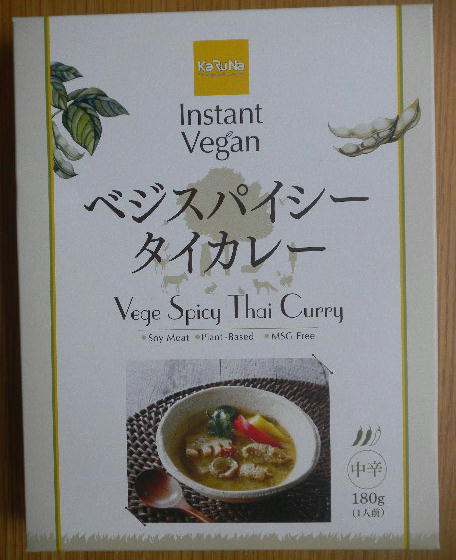 KaRuNa
Instant
Vegan
ベジスパイシー
タイカレー
Vege Spicy Thai Curry
Soy Meat Plant-Based MSG Free
中辛
180g
(1人前)